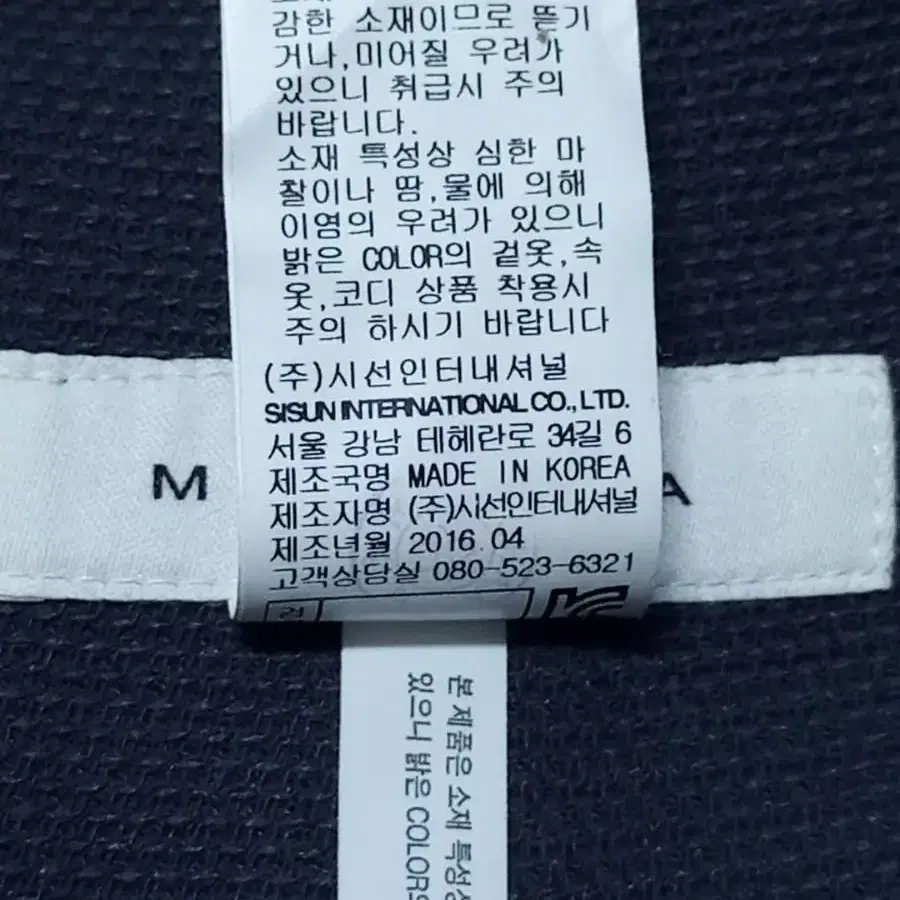 감한 소재이므로 뜯기
거나,미어질 우려가
있으니 취급시 주의
바랍니다.
소재 특성상 심한 마
찰이나 땀,물에 의해
이염의 우려가 있으니
밝은 COLOR의 겉옷,속
옷,코디 상품 착용시
주의 하시기 바랍니다
(주)시선인터내셔널
SISUN INTERNATIONAL CO., LTD.
서울 강남 테헤란로 34길 6
제조국명 MADE IN KOREA
제조자명 (주)시선인터내셔널
제조년월 2016.04
고객상담실 080-523-6321
M
A
본 제품은 소재 특성상
있으니 밝은 COLORS